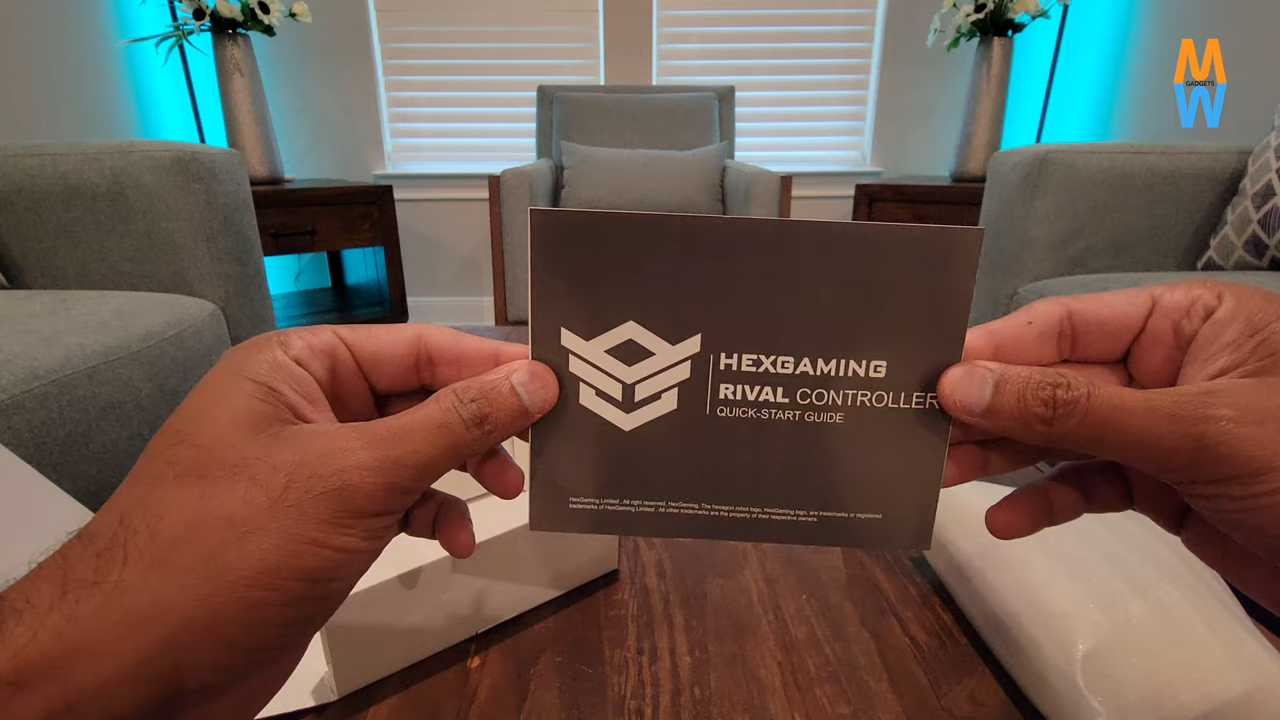 M
GADGETS
W
HEXGAMING
RIVAL CONTROLLER
QUICK-START GUIDE
HexGaming Limited , All right reserved, HexGaming, The hexagon robot logo, HexGaming logo, are trademarks or registered
trademarks of HexGaming Limited , All other trademarks are the property of their respective owners.